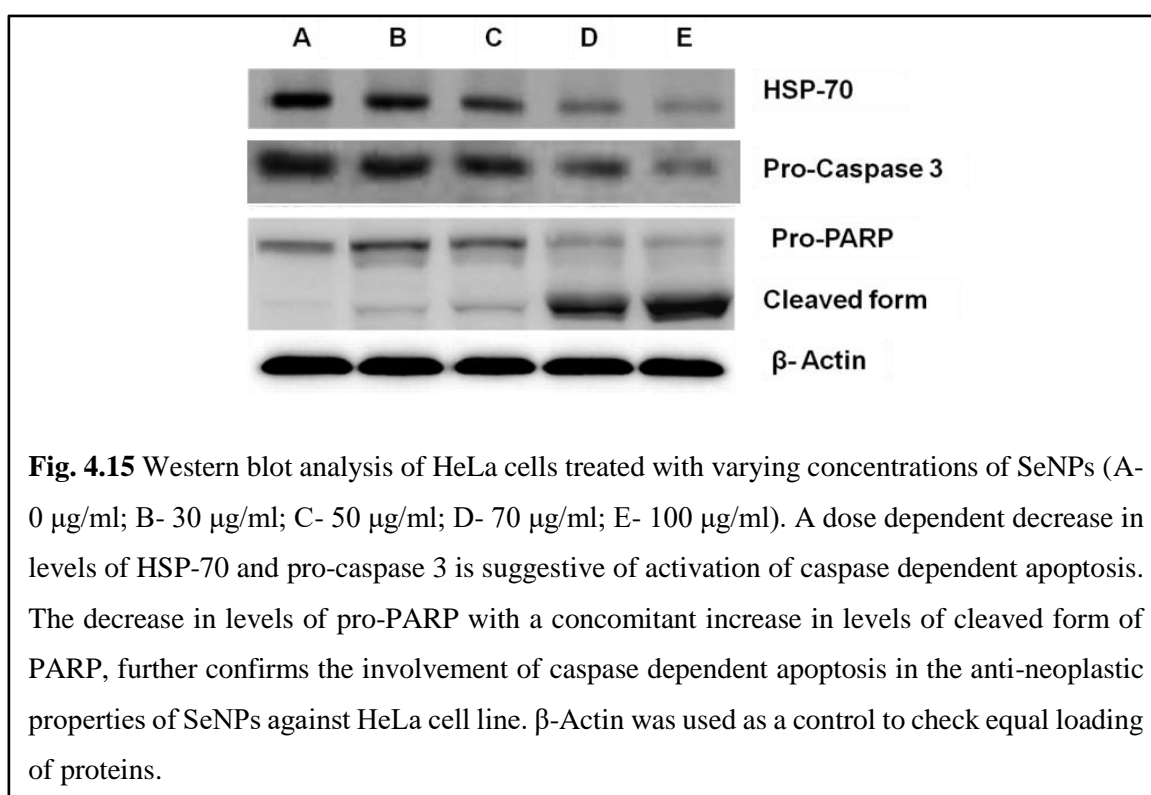 A B C D E
HSP-70
Pro-Caspase 3
Pro-PARP
Cleaved form
β- Actin
Fig. 4.15 Western blot analysis of HeLa cells treated with varying concentrations of SeNPs (A-
0 μg/ml; B- 30 μg/ml; C- 50 μg/ml; D- 70 μg/ml; E- 100 μg/ml). A dose dependent decrease in
levels of HSP-70 and pro-caspase 3 is suggestive of activation of caspase dependent apoptosis.
The decrease in levels of pro-PARP with a concomitant increase in levels of cleaved form of
PARP, further confirms the involvement of caspase dependent apoptosis in the anti-neoplastic
properties of SeNPs against HeLa cell line. β-Actin was used as a control to check equal loading
of proteins.